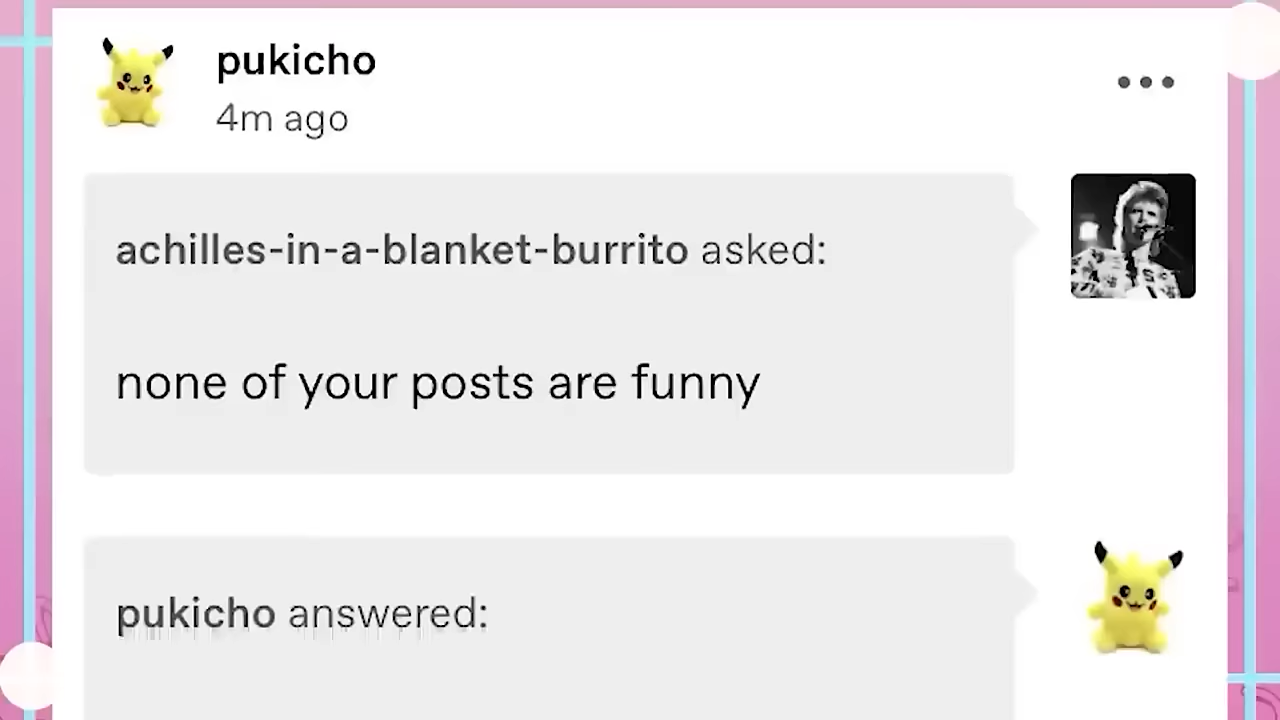 pukicho
4m ago
achilles-in-a-blanket-burrito asked:
none of your posts are funny
pukicho answered: